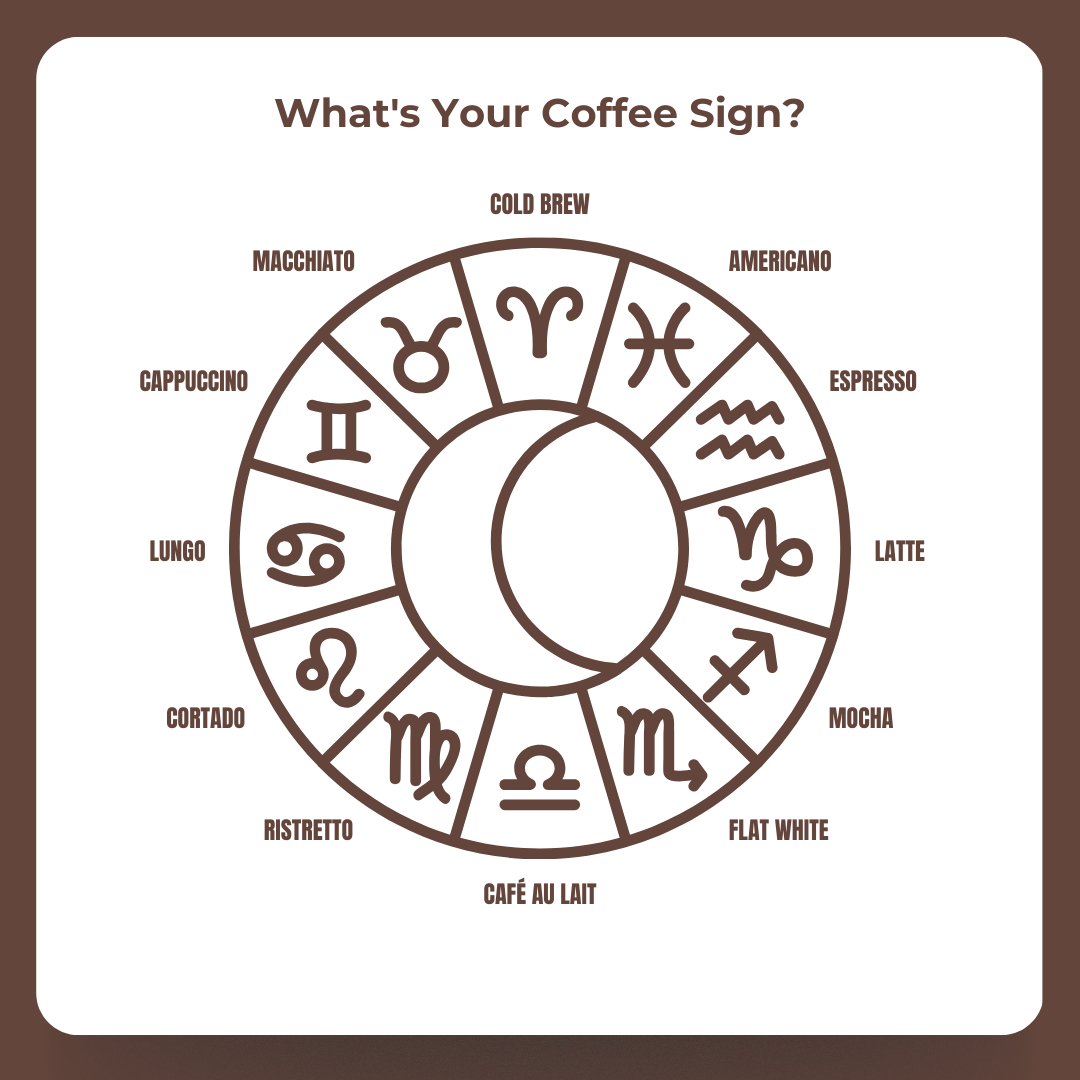 What's Your Coffee Sign?
COLD BREW
MACCHIATO
AMERICANO
CAPPUCCINO
ESPRESSO
LUNGO
LATTE
CORTADO
MOCHA
RISTRETTO
FLAT WHITE
CAFÉ AU LAIT